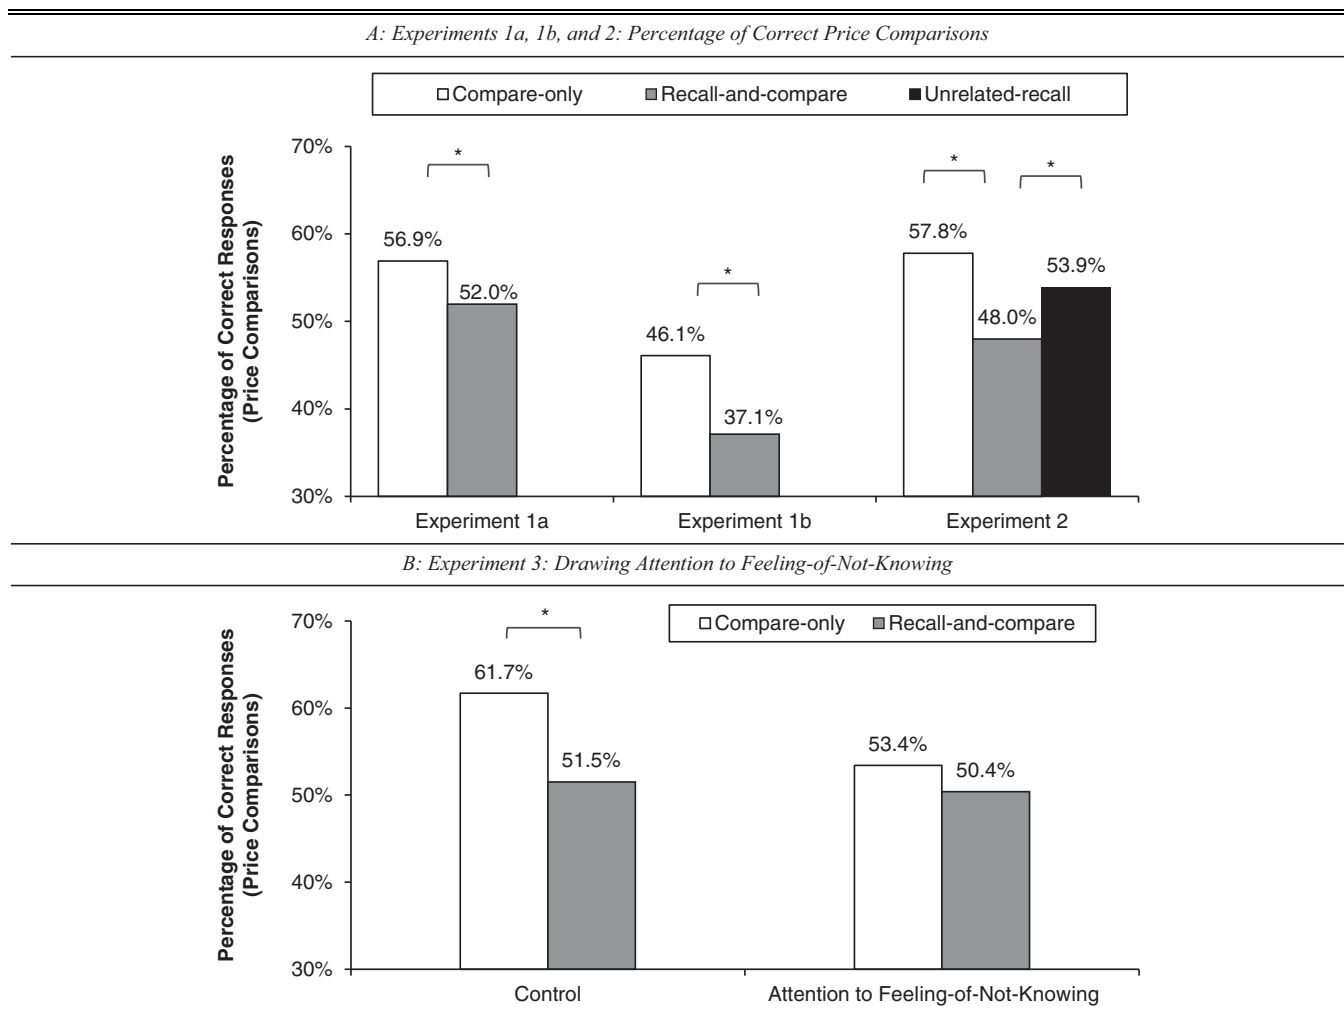 A: Experiments 1a, 1b, and 2: Percentage of Correct Price Comparisons
Compare-only Recall-and-compare Unrelated-recall
Percentage of Correct Responses
(Price Comparisons)
70%
60%
50%
40%
30%
*
*
*
*
56.9%
52.0%
46.1%
37.1%
57.8%
48.0%
53.9%
Experiment 1a Experiment 1b Experiment 2
B: Experiment 3: Drawing Attention to Feeling-of-Not-Knowing
Compare-only Recall-and-compare
Percentage of Correct Responses
(Price Comparisons)
70%
60%
50%
40%
30%
*
61.7%
51.5%
53.4%
50.4%
Control Attention to Feeling-of-Not-Knowing